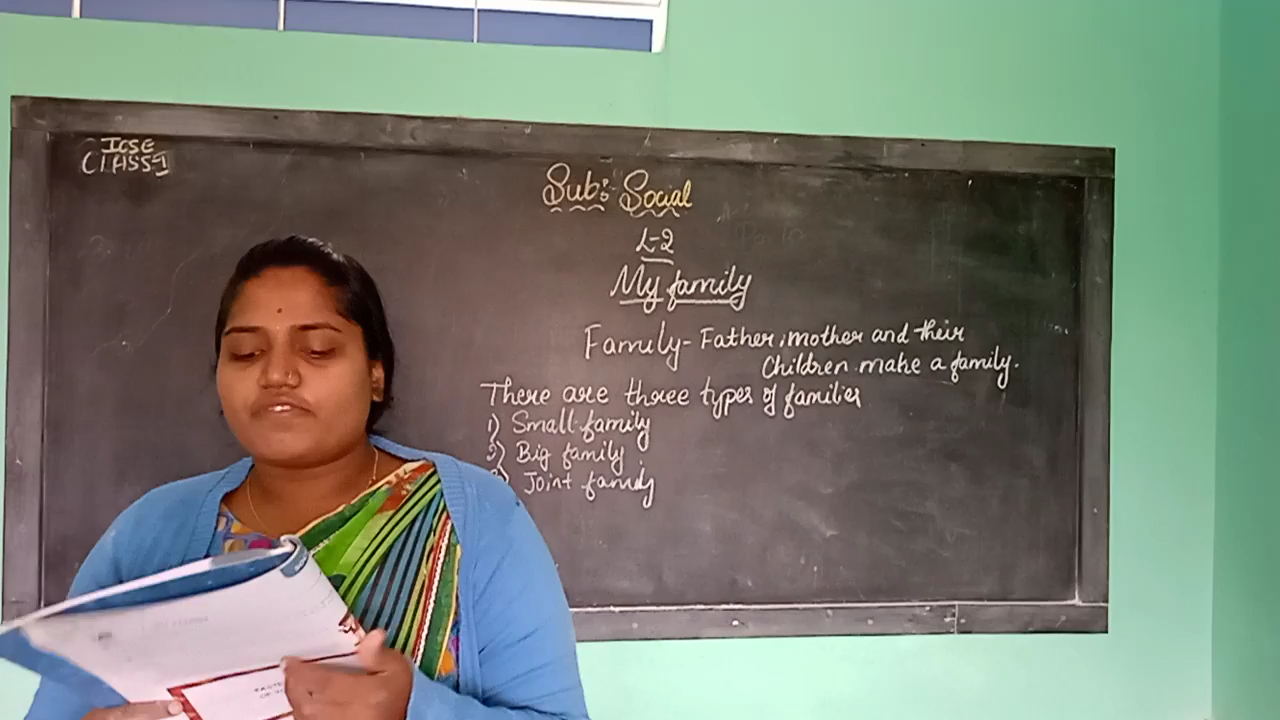 ICSE
CLASS-1
Sub: Social
L-2
My family
Family - Father, mother and their
Children make a family.
There are three types of families
1) Small family
2) Big family
Joint family